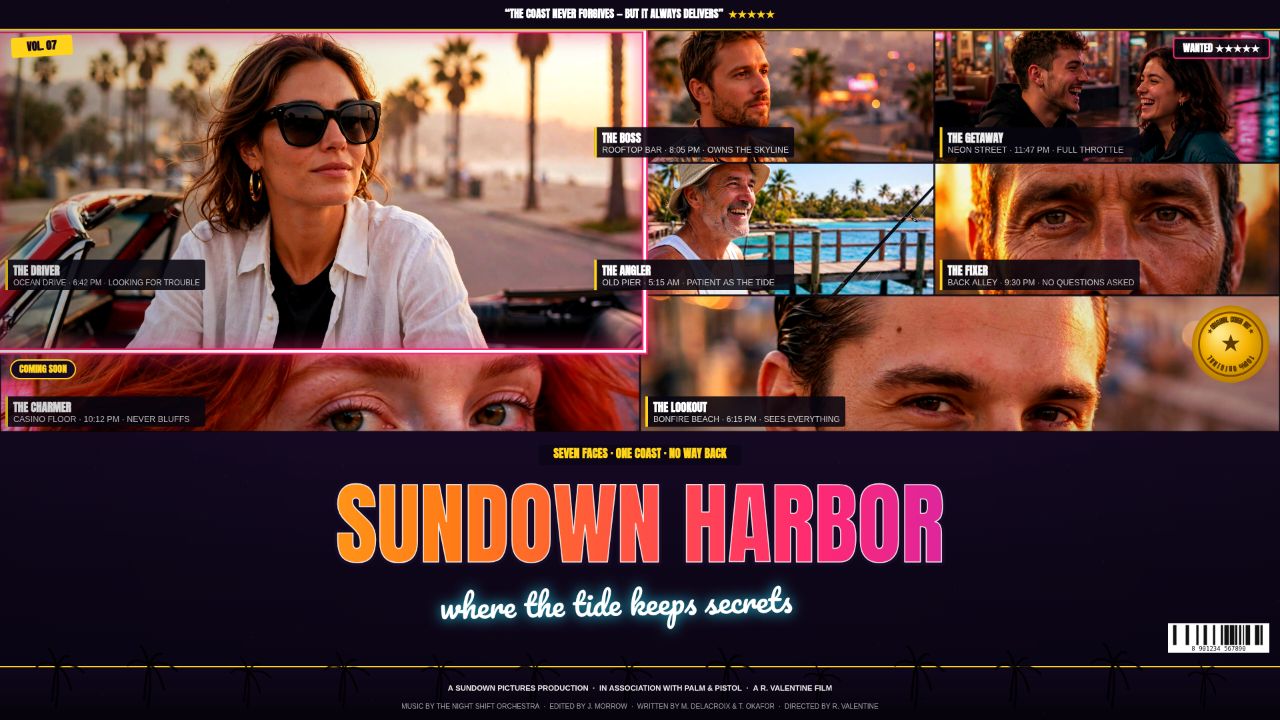 “THE COAST NEVER FORGIVES – BUT IT ALWAYS DELIVERS” ★★★★★
VOL. 07
WANTED ★★★★★
THE BOSS
ROOFTOP BAR · 8:05 PM · OWNS THE SKYLINE
THE GETAWAY
NEON STREET · 11:47 PM · FULL THROTTLE
THE DRIVER
OCEAN DRIVE · 6:42 PM · LOOKING FOR TROUBLE
THE ANGLER
OLD PIER · 5:15 AM · PATIENT AS THE TIDE
THE FIXER
BACK ALLEY · 9:30 PM · NO QUESTIONS ASKED
COMING SOON
THE CHARMER
CASINO FLOOR · 10:12 PM · NEVER BLUFFS
THE LOOKOUT
BONFIRE BEACH · 6:15 PM · SEES EVERYTHING
SEVEN FACES · ONE COAST · NO WAY BACK
SUNDOWN HARBOR
where the tide keeps secrets
8 901234 567890
A SUNDOWN PICTURES PRODUCTION · IN ASSOCIATION WITH PALM & PISTOL · A R. VALENTINE FILM
MUSIC BY THE NIGHT SHIFT ORCHESTRA · EDITED BY J. MORROW · WRITTEN BY M. DELACROIX & T. OKAFOR · DIRECTED BY R. VALENTINE